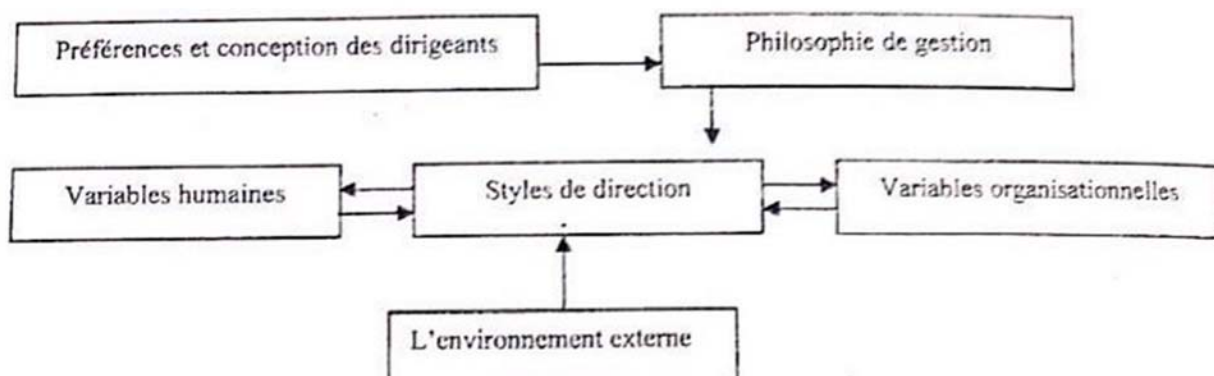 Préférences et conception des dirigeants
Philosophie de gestion
Variables humaines
Styles de direction
Variables organisationnelles
L'environnement externe